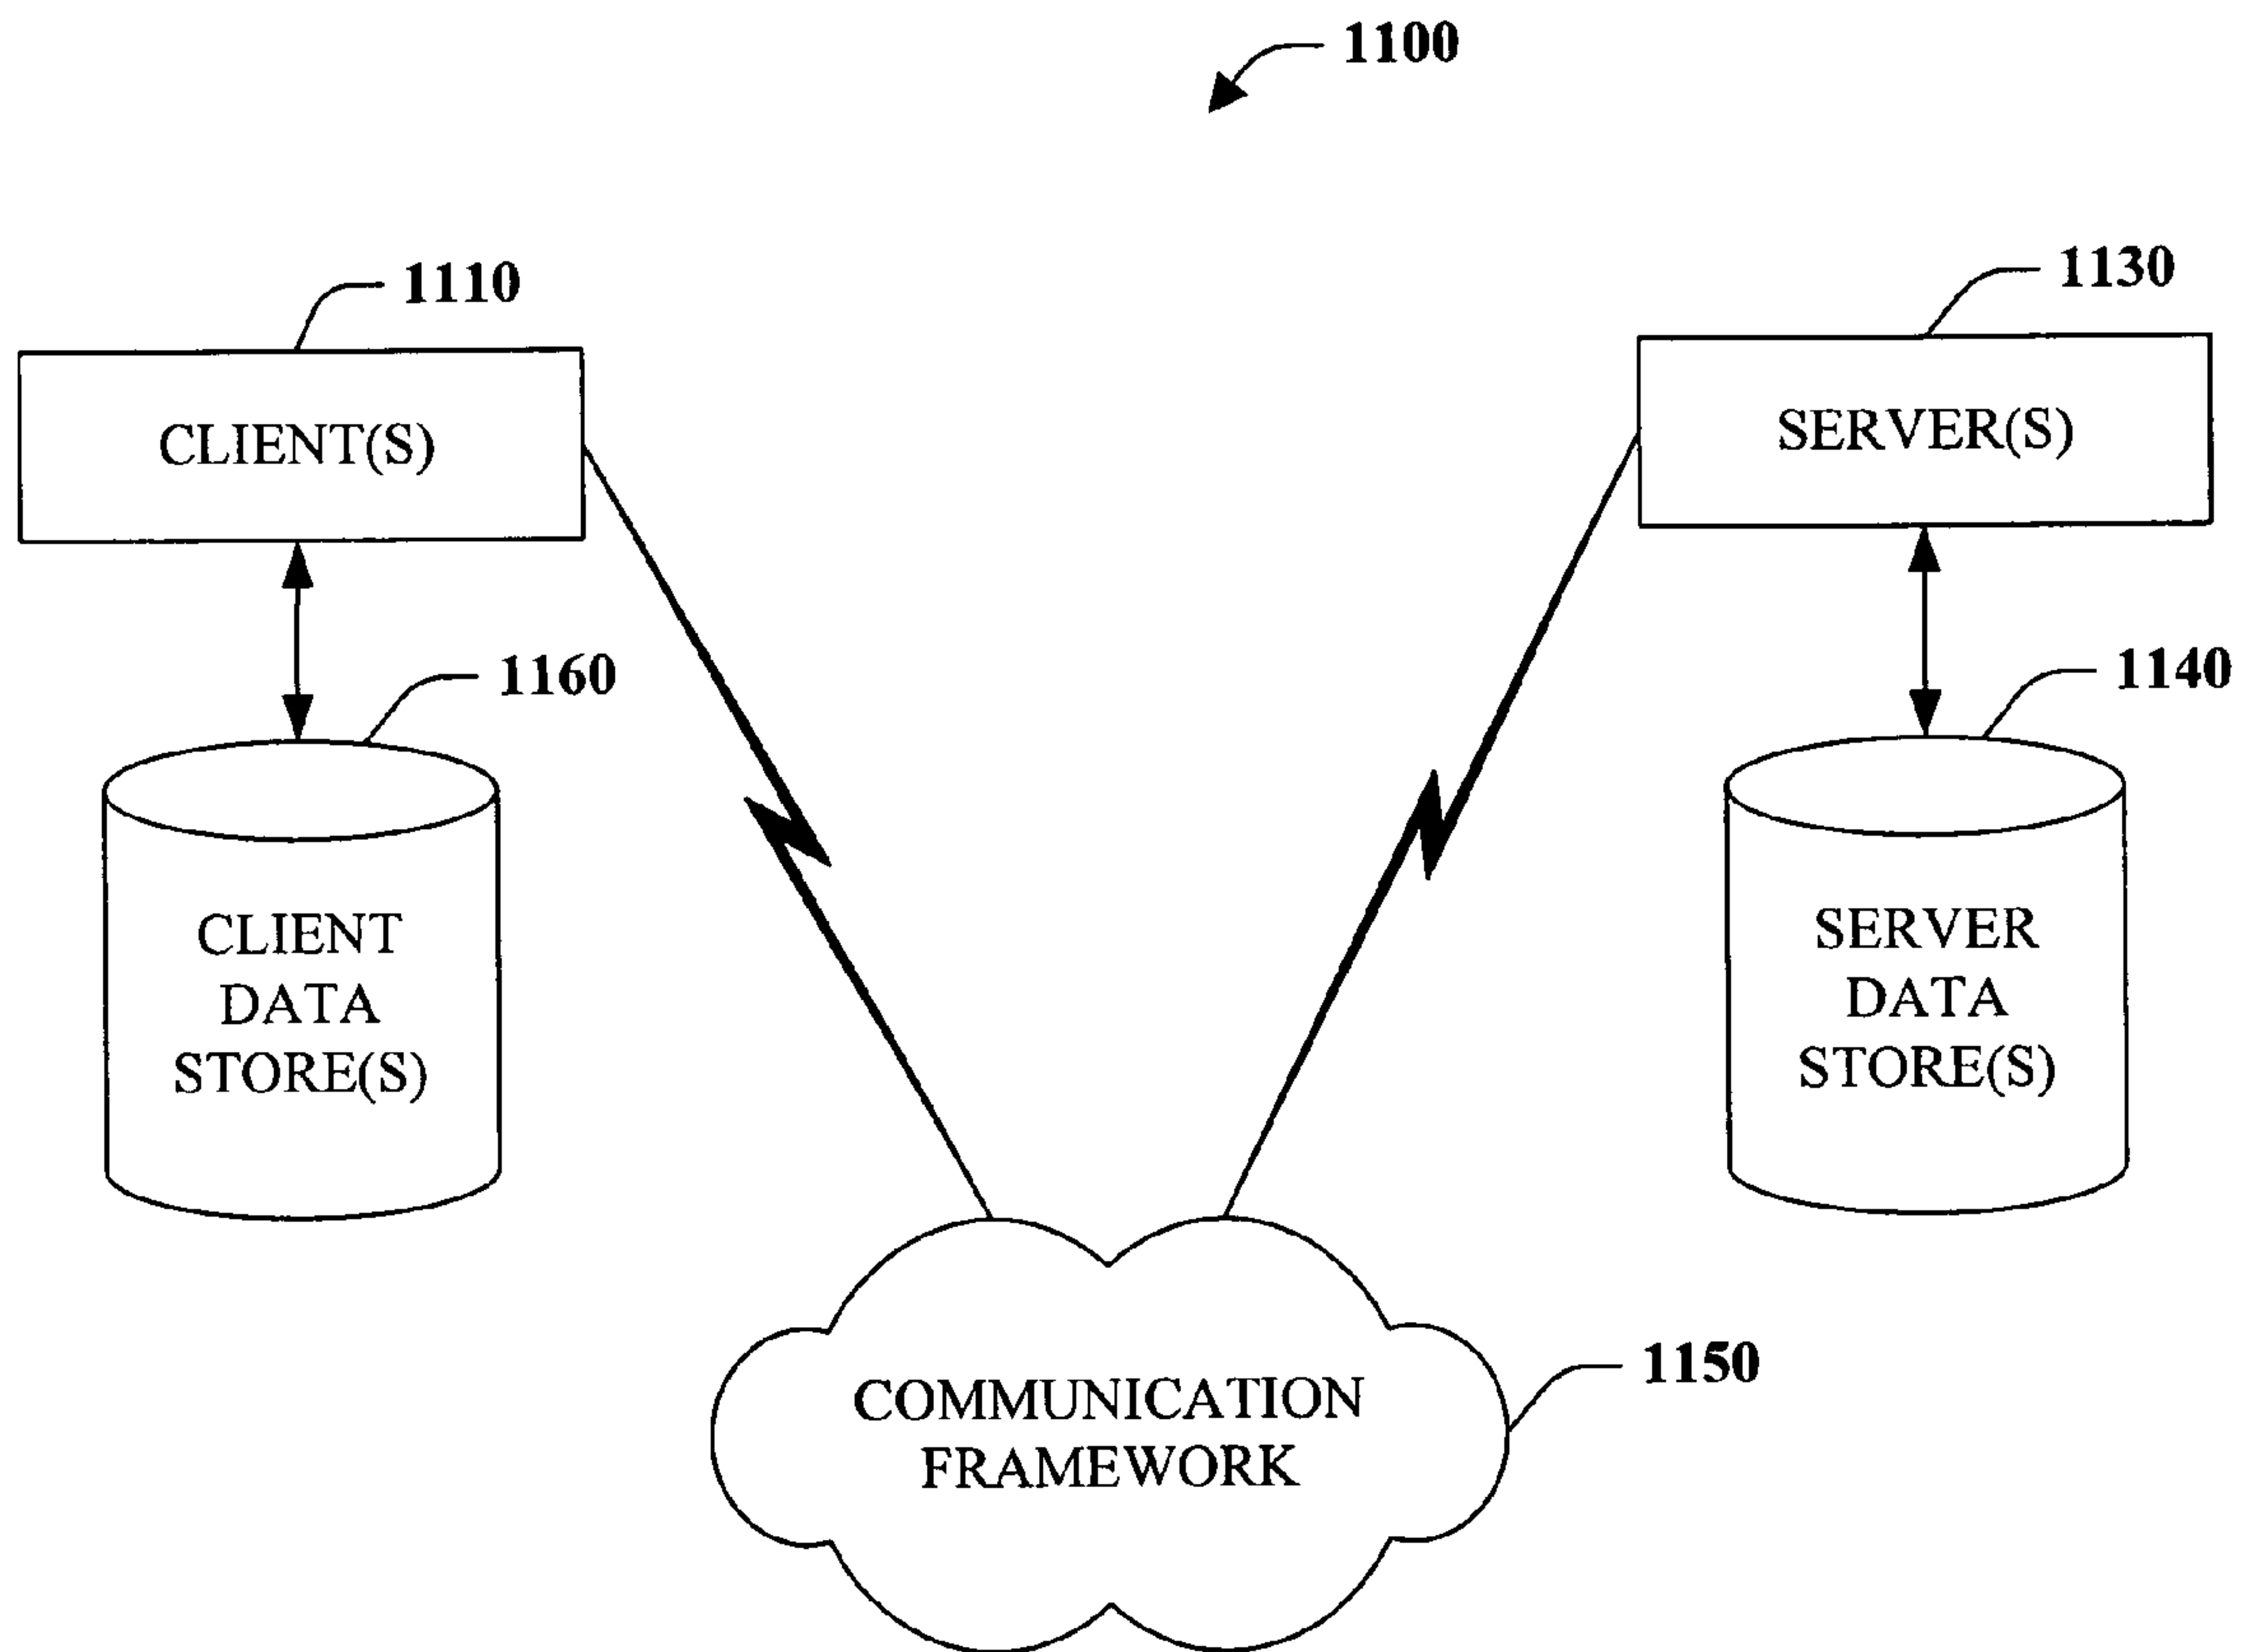 1100
1110
1130
CLIENT(S)
SERVER(S)
1160
1140
CLIENT
DATA
STORE(S)
SERVER
DATA
STORE(S)
1150
COMMUNICATION
FRAMEWORK